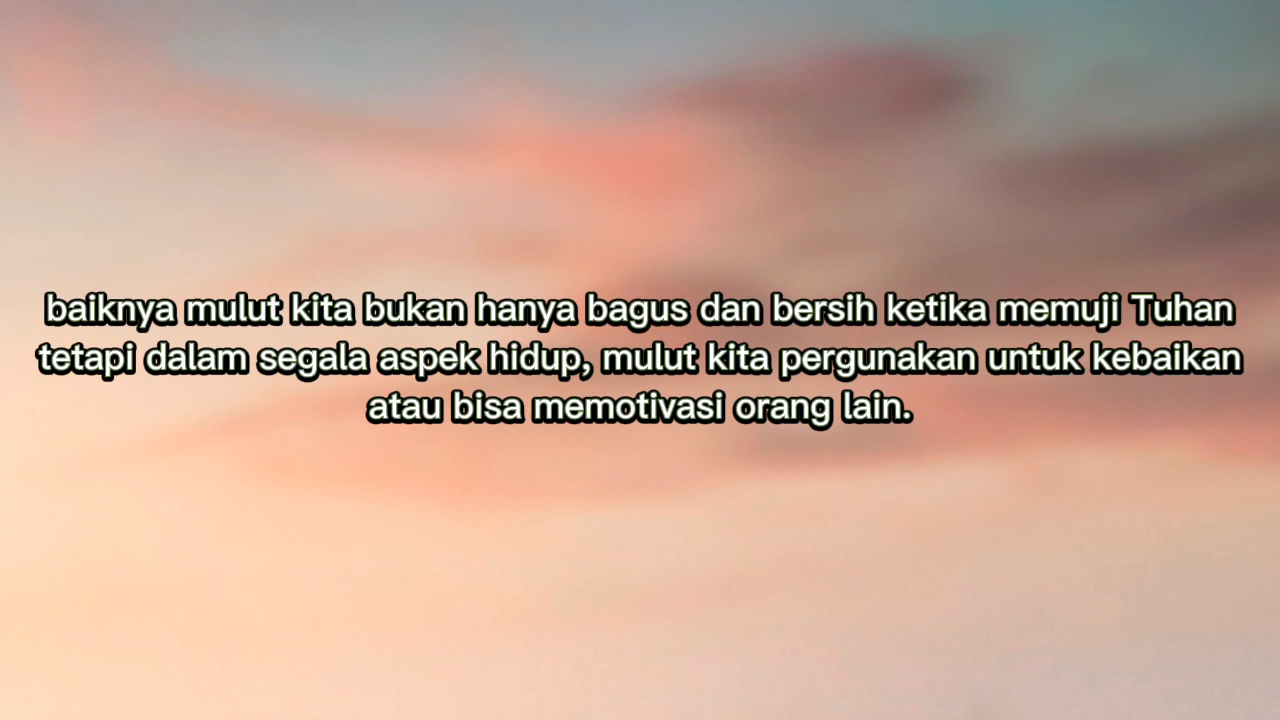 baiknya mulut kita bukan hanya bagus dan bersih ketika memuji Tuhan
tetapi dalam segala aspek hidup, mulut kita pergunakan untuk kebaikan
atau bisa memotivasi orang lain.